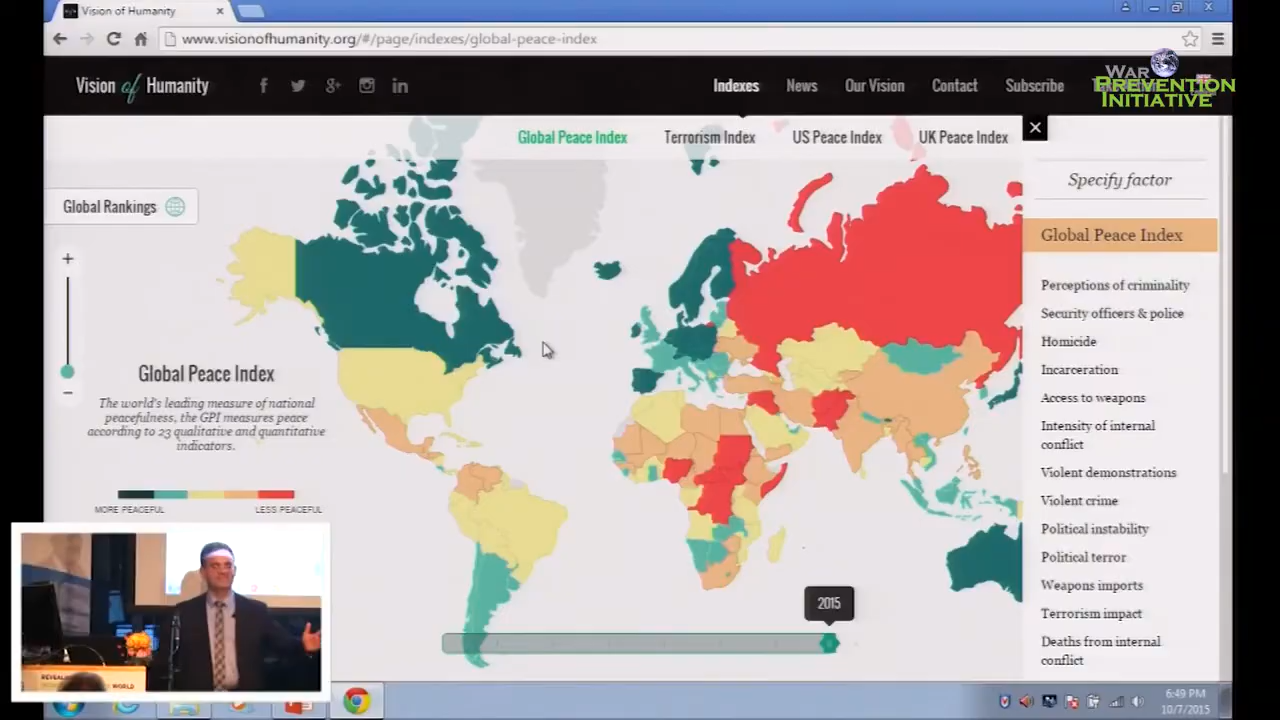 Vision of Humanity
www.visionofhumanity.org/#/page/indexes/global-peace-index
Vision of Humanity
Indexes
News
Our Vision
Contact
Subscribe
WAR
PREVENTION
INITIATIVE
Global Peace Index
Terrorism Index
US Peace Index
UK Peace Index
Global Rankings
Specify factor
Global Peace Index
Perceptions of criminality
Security officers & police
Homicide
Incarceration
Access to weapons
Intensity of internal
conflict
Violent demonstrations
Violent crime
Political instability
Political terror
Weapons imports
Terrorism impact
Deaths from internal
conflict
Global Peace Index
The world's leading measure of national
peacefulness, the GPI measures peace
according to 23 qualitative and quantitative
indicators.
MORE PEACEFUL
LESS PEACEFUL
2015
WORLD
6:49 PM
10/7/2015